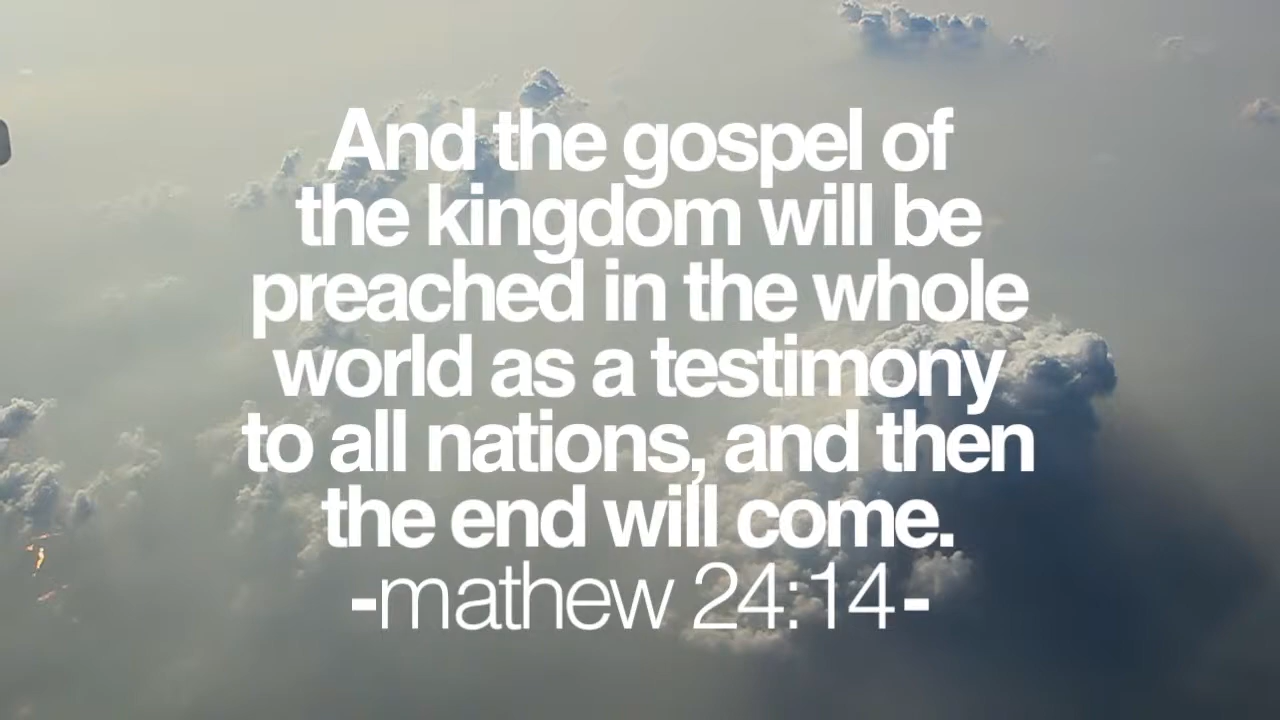 And the gospel of
the kingdom will be
preached in the whole
world as a testimony
to all nations, and then
the end will come.
-mathew 24:14-